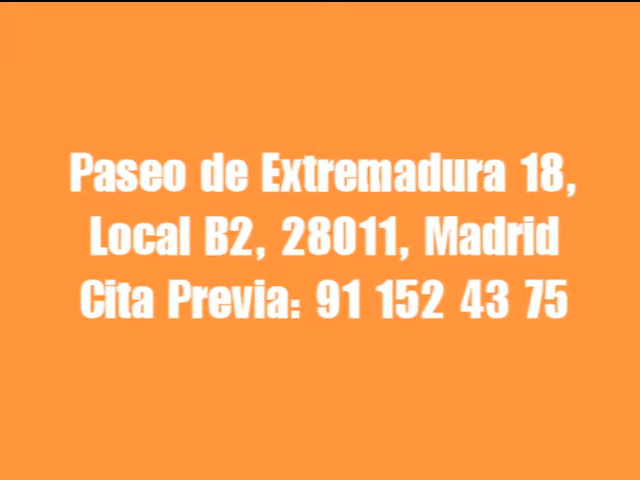 Paseo de Extremadura 18,
Local B2, 28011, Madrid
Cita Previa: 91 152 43 75